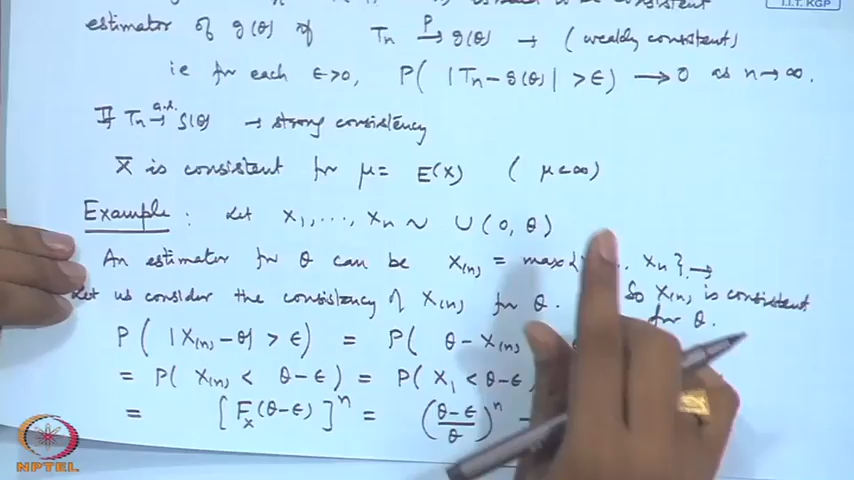 I.I.T. KGP
estimator of g(θ) if Tn →P g(θ) → (weakly consistent)
ie for each ϵ>0, P( |Tn − g(θ)| > ϵ) → 0 as n → ∞.
If Tn →a.s. g(θ) → strong consistency
X̄ is consistent for μ = E(X) ( μ<∞)
Example : Let X1, ..., Xn ~ U(0, θ)
An estimator for θ can be X(n) = max{ .. Xn} →
Let us consider the consistency of X(n) for θ. So X(n) is consistent
for θ.
P( |X(n) − θ| > ϵ) = P( θ − X(n)
= P( X(n) < θ−ϵ) = P( X1 < θ−ϵ,
= [FX(θ−ϵ)]^n = ((θ−ϵ)/θ)^n
NPTEL